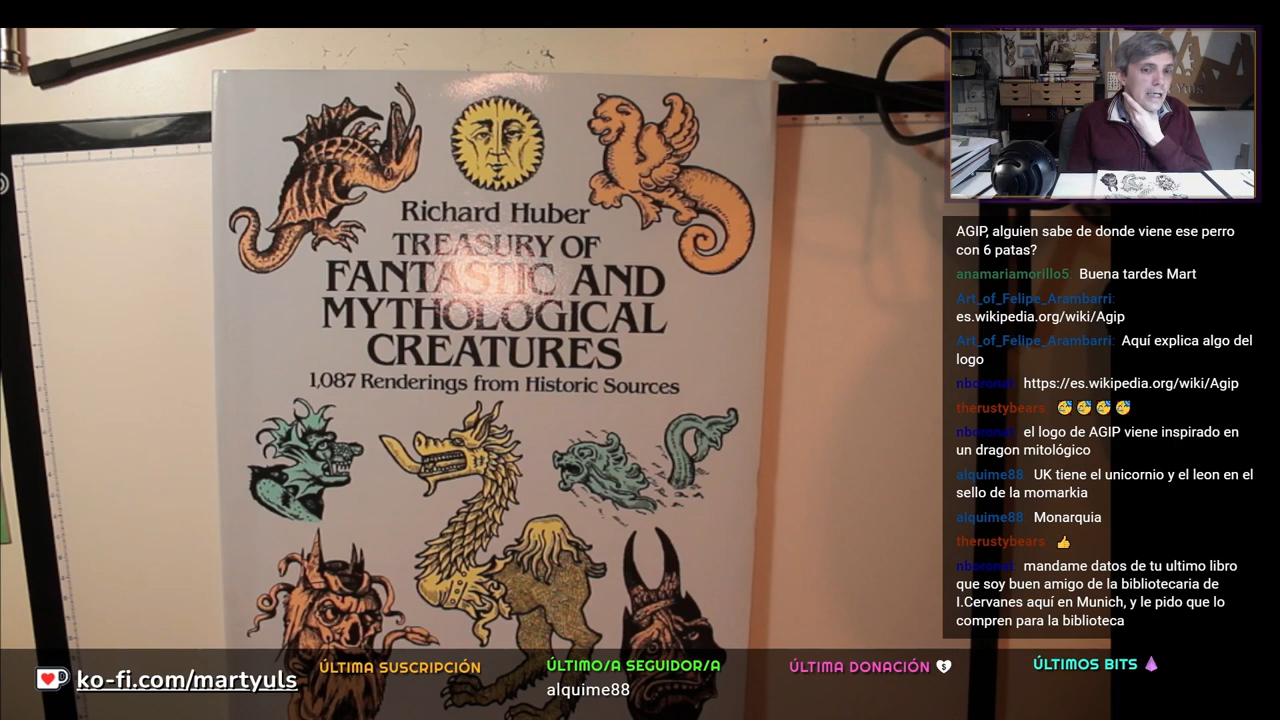 Richard Huber
TREASURY OF
FANTASTIC AND
MYTHOLOGICAL
CREATURES
1,087 Renderings from Historic Sources
AGIP, alguien sabe de donde viene ese perro
con 6 patas?
anamariamorillo5: Buena tardes Mart
Art_of_Felipe_Arambarri:
es.wikipedia.org/wiki/Agip
Art_of_Felipe_Arambarri: Aquí explica algo del
logo
nboronat: https://es.wikipedia.org/wiki/Agip
therustybears:
nboronat: el logo de AGIP viene inspirado en
un dragon mitológico
alquime88: UK tiene el unicornio y el leon en el
sello de la momarkia
alquime88: Monarquia
therustybears:
nboronat: mandame datos de tu ultimo libro
que soy buen amigo de la bibliotecaria de
I.Cervanes aquí en Munich, y le pido que lo
compren para la biblioteca
ko-fi.com/martyuls
ÚLTIMA SUSCRIPCIÓN
ÚLTIMO/A SEGUIDOR/A
alquime88
ÚLTIMA DONACIÓN
ÚLTIMOS BITS